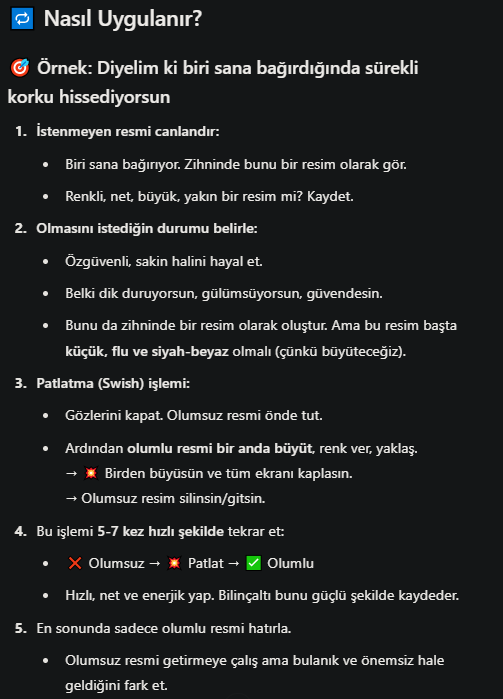 🔁 Nasıl Uygulanır?
🎯 Örnek: Diyelim ki biri sana bağırdığında sürekli
korku hissediyorsun
1. İstenmeyen resmi canlandır:
• Biri sana bağırıyor. Zihninde bunu bir resim olarak gör.
• Renkli, net, büyük, yakın bir resim mi? Kaydet.
2. Olmasını istediğin durumu belirle:
• Özgüvenli, sakin halini hayal et.
• Belki dik duruyorsun, gülümsüyorsun, güvendesin.
• Bunu da zihninde bir resim olarak oluştur. Ama bu resim başta
küçük, flu ve siyah-beyaz olmalı (çünkü büyüteceğiz).
3. Patlatma (Swish) işlemi:
• Gözlerini kapat. Olumsuz resmi önde tut.
• Ardından olumlu resmi bir anda büyüt, renk ver, yaklaş.
→ 💥 Birden büyüsün ve tüm ekranı kaplasın.
→ Olumsuz resim silinsin/gitsin.
4. Bu işlemi 5-7 kez hızlı şekilde tekrar et:
• ❌ Olumsuz → 💥 Patlat → ✅ Olumlu
• Hızlı, net ve enerjik yap. Bilinçaltı bunu güçlü şekilde kaydeder.
5. En sonunda sadece olumlu resmi hatırla.
• Olumsuz resmi getirmeye çalış ama bulanık ve önemsiz hale
geldiğini fark et.